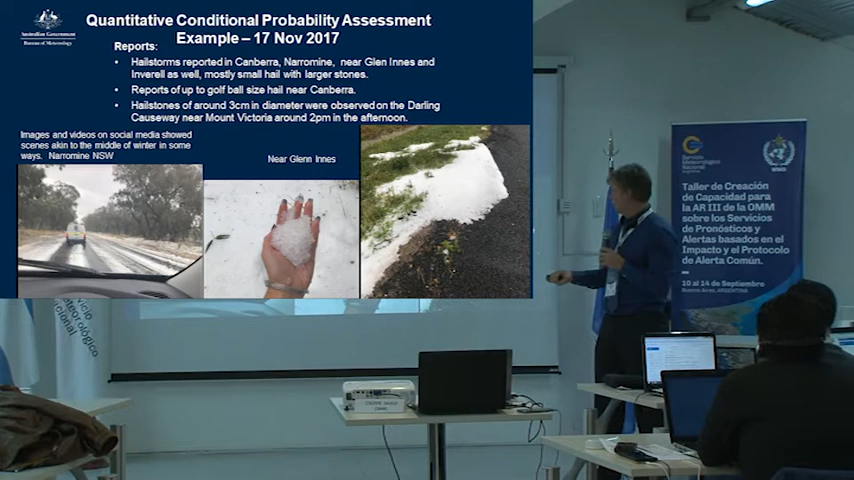 Australian Government
Bureau of Meteorology
Quantitative Conditional Probability Assessment
Example – 17 Nov 2017
Reports:
• Hailstorms reported in Canberra, Narromine, near Glen Innes and
Inverell as well, mostly small hail with larger stones.
• Reports of up to golf ball size hail near Canberra.
• Hailstones of around 3cm in diameter were observed on the Darling
Causeway near Mount Victoria around 2pm in the afternoon.
Images and videos on social media showed
scenes akin to the middle of winter in some
ways. Narromine NSW
Near Glenn Innes
Servicio
Meteorológico
Nacional
Argentina
WMO
Taller de Creación
de Capacidad para
la AR III de la OMM
sobre los Servicios
de Pronósticos y
Alertas basados en el
Impacto y el Protocolo
de Alerta Común.
10 al 14 de Septiembre
Buenos Aires, ARGENTINA